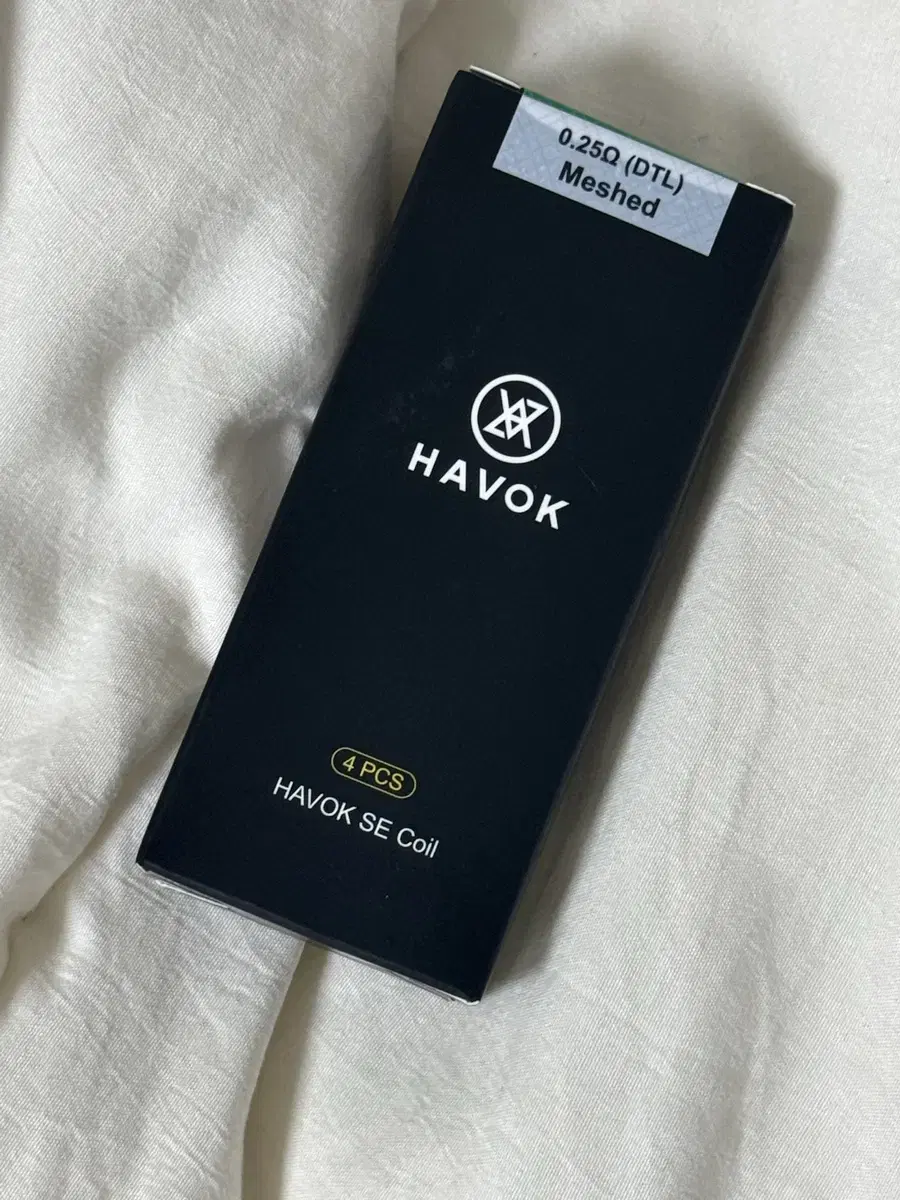 0.25Ω (DTL)
Meshed
HAVOK
4 PCS
HAVOK SE Coil